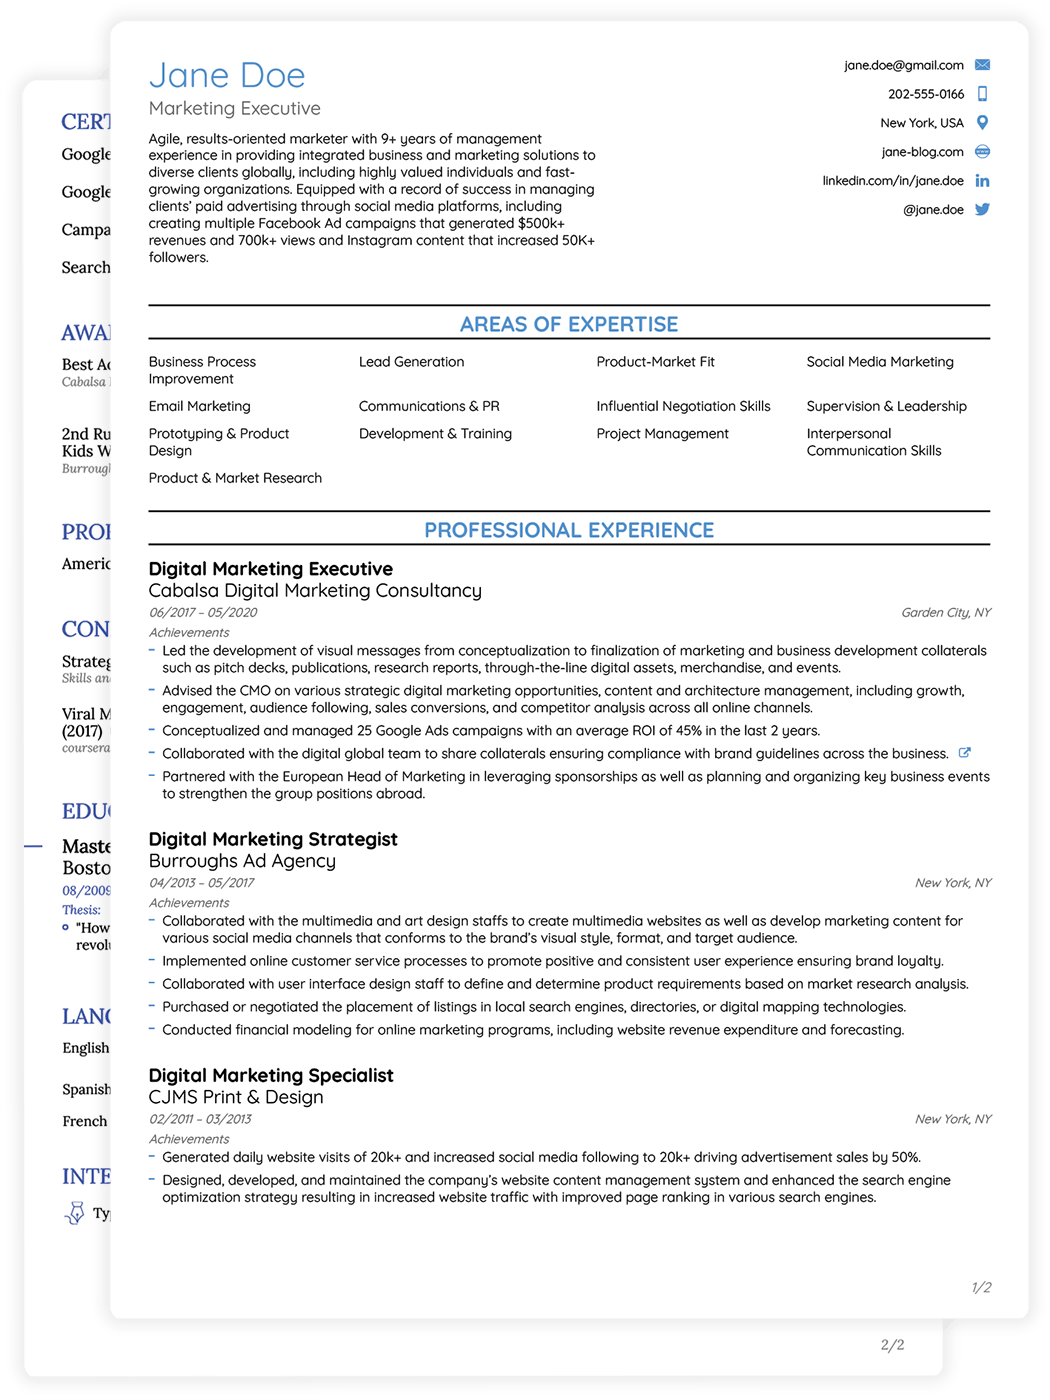 Jane Doe
Marketing Executive
Agile, results-oriented marketer with 9+ years of management
experience in providing integrated business and marketing solutions to
diverse clients globally, including highly valued individuals and fast-
growing organizations. Equipped with a record of success in managing
clients' paid advertising through social media platforms, including
creating multiple Facebook Ad campaigns that generated $500k+
revenues and 700k+ views and Instagram content that increased 50K+
followers.
jane.doe@gmail.com
202-555-0166
New York, USA
jane-blog.com
linkedin.com/in/jane.doe
@jane.doe
AREAS OF EXPERTISE
Business Process
Improvement
Lead Generation
Product-Market Fit
Social Media Marketing
Email Marketing
Communications & PR
Influential Negotiation Skills
Supervision & Leadership
Prototyping & Product
Design
Development & Training
Project Management
Interpersonal
Communication Skills
Product & Market Research
PROFESSIONAL EXPERIENCE
Digital Marketing Executive
Cabalsa Digital Marketing Consultancy
06/2017 – 05/2020
Garden City, NY
Achievements
– Led the development of visual messages from conceptualization to finalization of marketing and business development collaterals
such as pitch decks, publications, research reports, through-the-line digital assets, merchandise, and events.
– Advised the CMO on various strategic digital marketing opportunities, content and architecture management, including growth,
engagement, audience following, sales conversions, and competitor analysis across all online channels.
– Conceptualized and managed 25 Google Ads campaigns with an average ROI of 45% in the last 2 years.
– Collaborated with the digital global team to share collaterals ensuring compliance with brand guidelines across the business.
– Partnered with the European Head of Marketing in leveraging sponsorships as well as planning and organizing key business events
to strengthen the group positions abroad.
Digital Marketing Strategist
Burroughs Ad Agency
04/2013 – 05/2017
New York, NY
Achievements
– Collaborated with the multimedia and art design staffs to create multimedia websites as well as develop marketing content for
various social media channels that conforms to the brand's visual style, format, and target audience.
– Implemented online customer service processes to promote positive and consistent user experience ensuring brand loyalty.
– Collaborated with user interface design staff to define and determine product requirements based on market research analysis.
– Purchased or negotiated the placement of listings in local search engines, directories, or digital mapping technologies.
– Conducted financial modeling for online marketing programs, including website revenue expenditure and forecasting.
Digital Marketing Specialist
CJMS Print & Design
02/2011 – 03/2013
New York, NY
Achievements
– Generated daily website visits of 20k+ and increased social media following to 20k+ driving advertisement sales by 50%.
– Designed, developed, and maintained the company's website content management system and enhanced the search engine
optimization strategy resulting in increased website traffic with improved page ranking in various search engines.
1/2
CERT
Google
Google
Campa
Search
AWA
Best A
Cabalsa
2nd Ru
Kids W
Burroug
PROF
Americ
CON
Strateg
Skills an
Viral M
(2017)
coursera
EDU
Maste
Bosto
08/2009
Thesis:
"How
revolu
LANG
English
Spanish
French
INTE
Ty
2/2